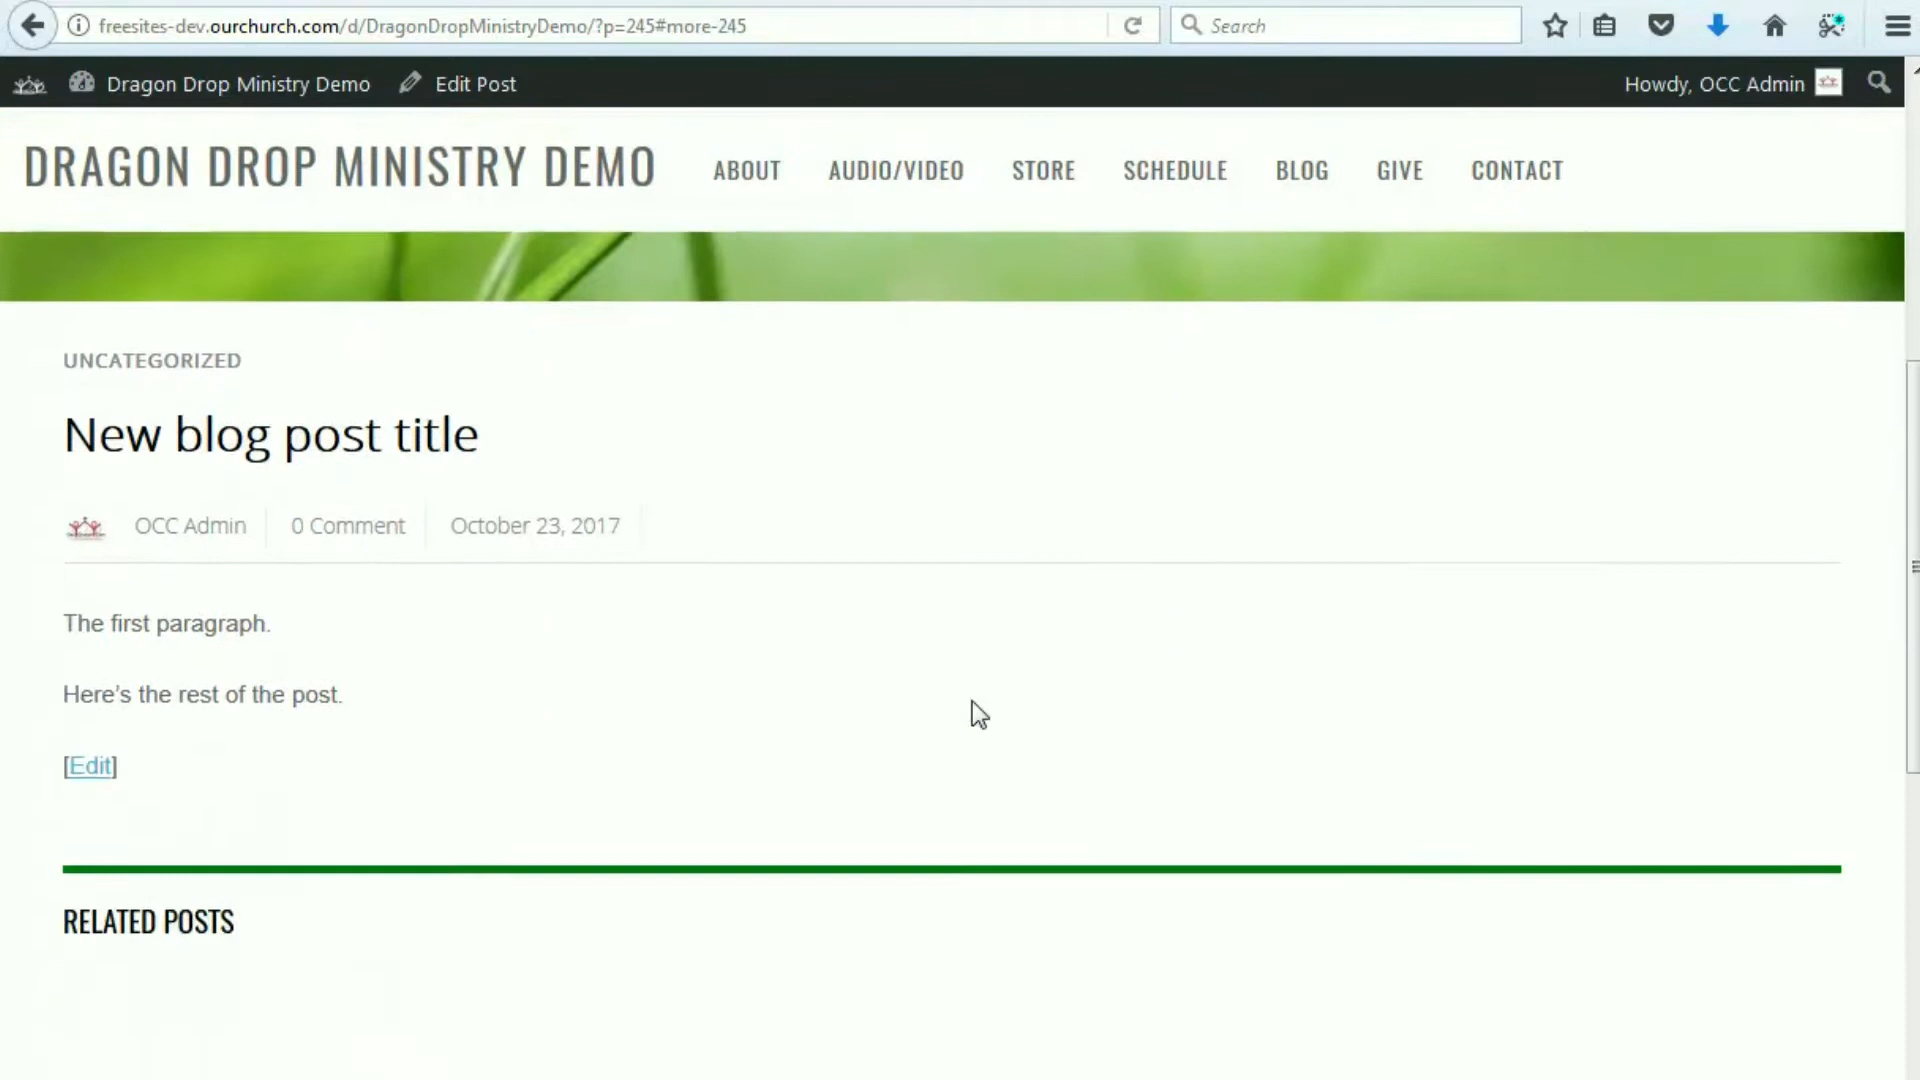 freesites-dev.ourchurch.com/d/DragonDropMinistryDemo/?p=245#more-245
Search
Dragon Drop Ministry Demo
Edit Post
Howdy, OCC Admin
DRAGON DROP MINISTRY DEMO
ABOUT AUDIO/VIDEO STORE SCHEDULE BLOG GIVE CONTACT
UNCATEGORIZED
New blog post title
OCC Admin
0 Comment
October 23, 2017
The first paragraph.
Here’s the rest of the post.
[Edit]
RELATED POSTS